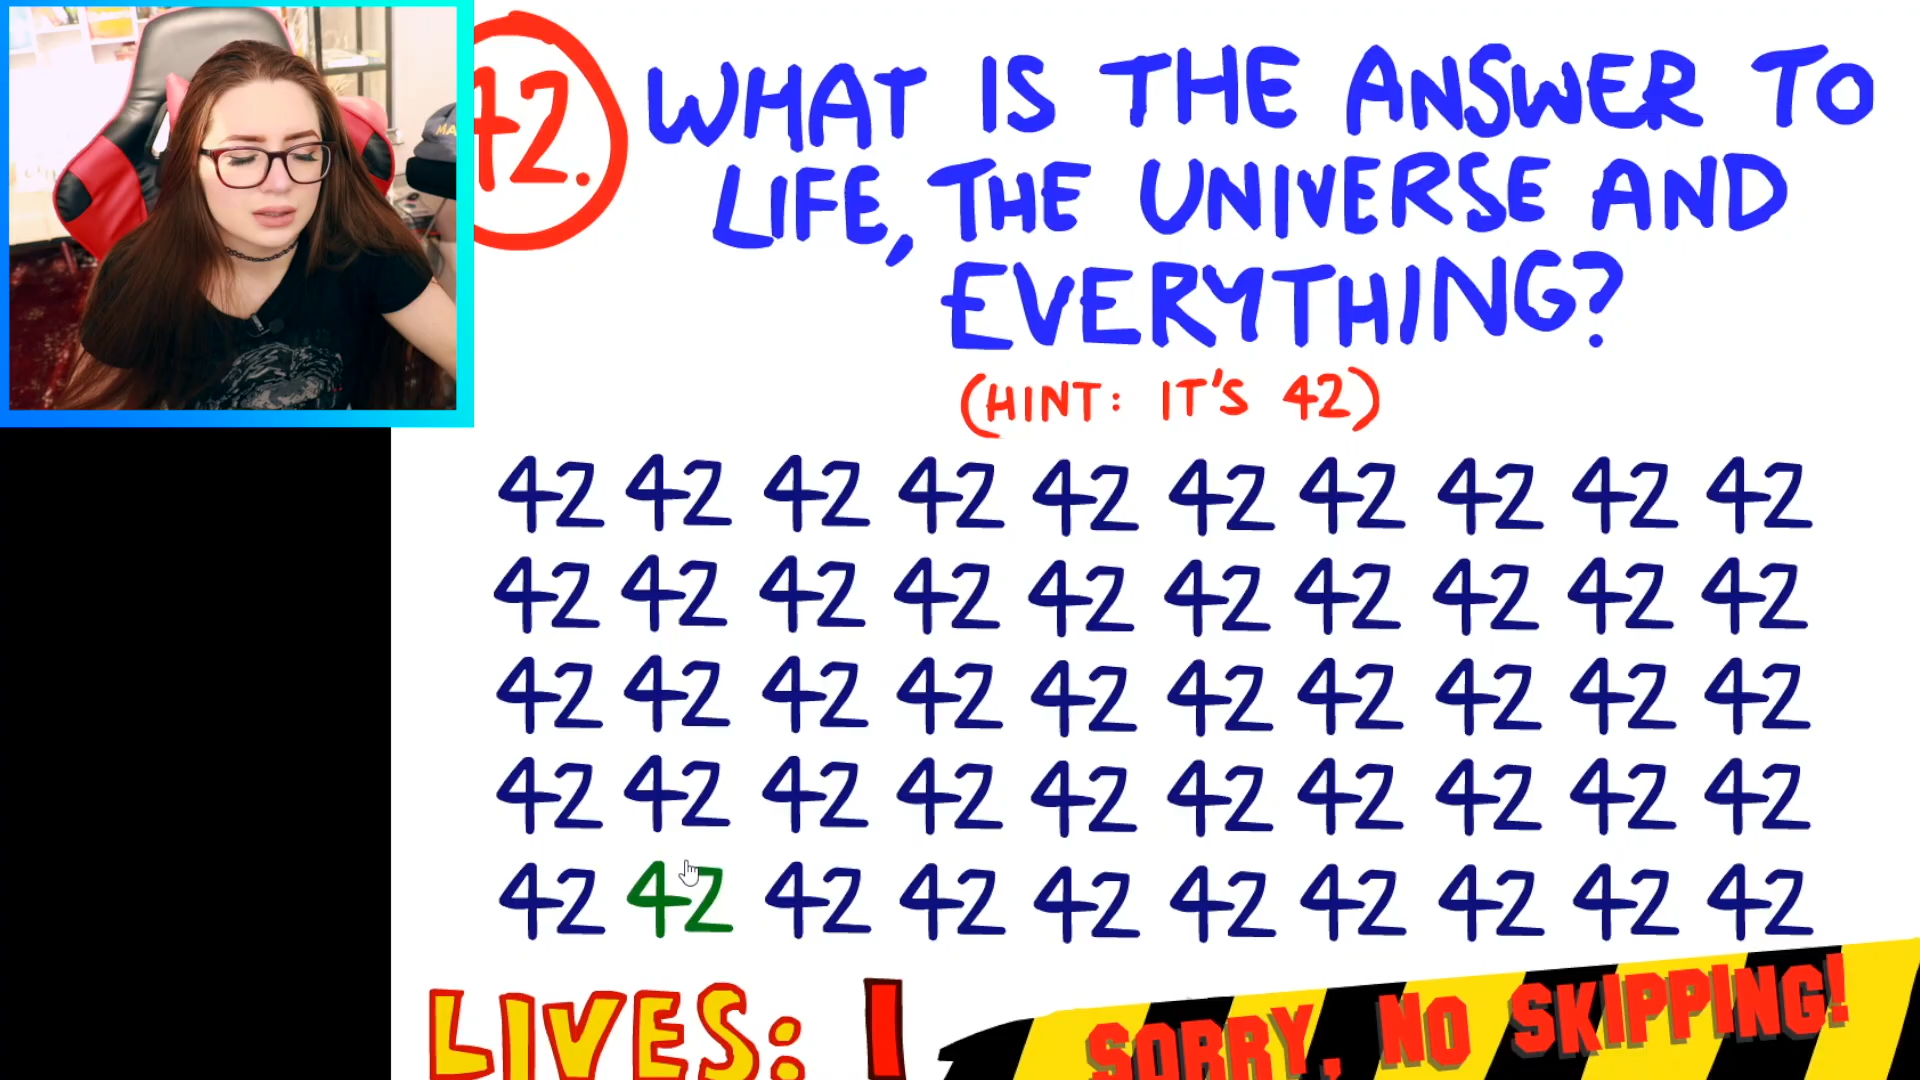 42.
WHAT IS THE ANSWER TO
LIFE, THE UNIVERSE AND
EVERYTHING?
(HINT: IT'S 42)
42 42 42 42 42 42 42 42 42 42
42 42 42 42 42 42 42 42 42 42
42 42 42 42 42 42 42 42 42 42
42 42 42 42 42 42 42 42 42 42
42 42 42 42 42 42 42 42 42 42
LIVES: 1
SORRY, NO SKIPPING!